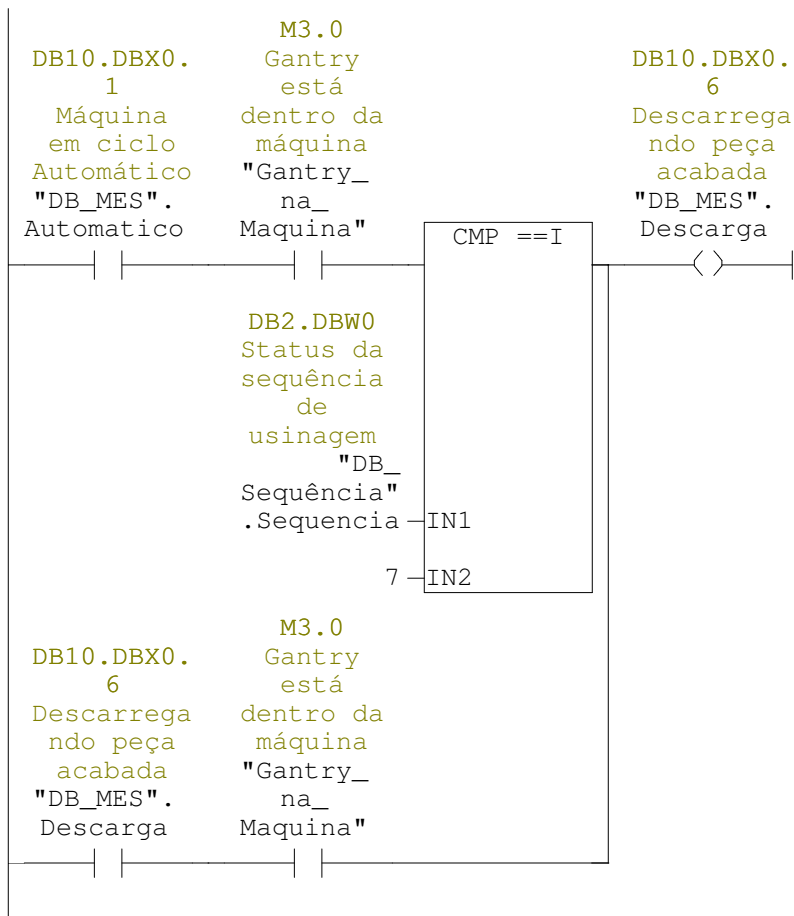 DB10.DBX0.
1
Máquina
em ciclo
Automático
"DB_MES".
Automatico
M3.0
Gantry
está
dentro da
máquina
"Gantry_
na_
Maquina"
CMP ==I
DB10.DBX0.
6
Descarrega
ndo peça
acabada
"DB_MES".
Descarga
DB2.DBW0
Status da
sequência
de
usinagem
"DB_
Sequência"
.Sequencia
IN1
7
IN2
DB10.DBX0.
6
Descarrega
ndo peça
acabada
"DB_MES".
Descarga
M3.0
Gantry
está
dentro da
máquina
"Gantry_
na_
Maquina"